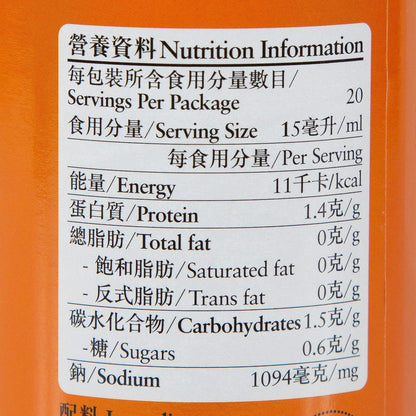 營養資料 Nutrition Information
每包裝所含食用分量數目/
Servings Per Package 20
食用分量/Serving Size 15毫升/ml
每食用分量/Per Serving
能量/Energy 11千卡/kcal
蛋白質/Protein 1.4克/g
總脂肪/Total fat 0克/g
- 飽和脂肪/Saturated fat 0克/g
- 反式脂肪/Trans fat 0克/g
碳水化合物/Carbohydrates 1.5克/g
- 糖/Sugars 0.6克/g
鈉/Sodium 1094毫克/mg